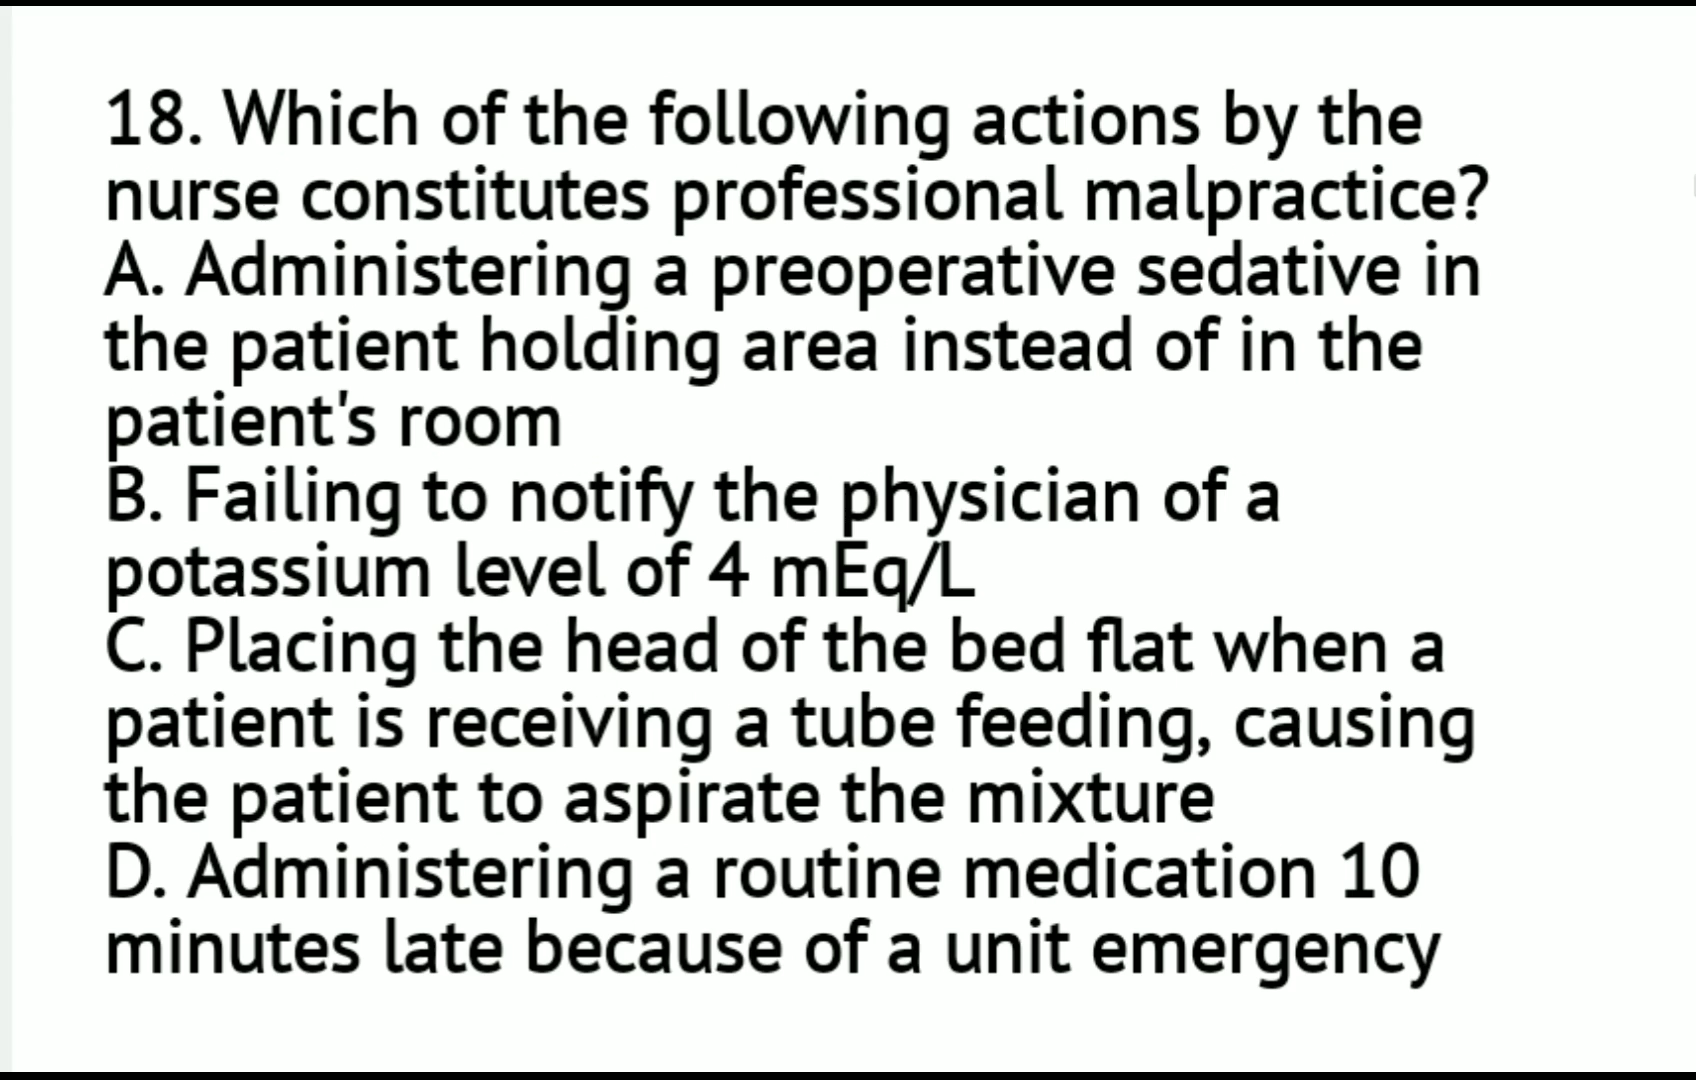 18. Which of the following actions by the
nurse constitutes professional malpractice?
A. Administering a preoperative sedative in
the patient holding area instead of in the
patient's room
B. Failing to notify the physician of a
potassium level of 4 mEq/L
C. Placing the head of the bed flat when a
patient is receiving a tube feeding, causing
the patient to aspirate the mixture
D. Administering a routine medication 10
minutes late because of a unit emergency